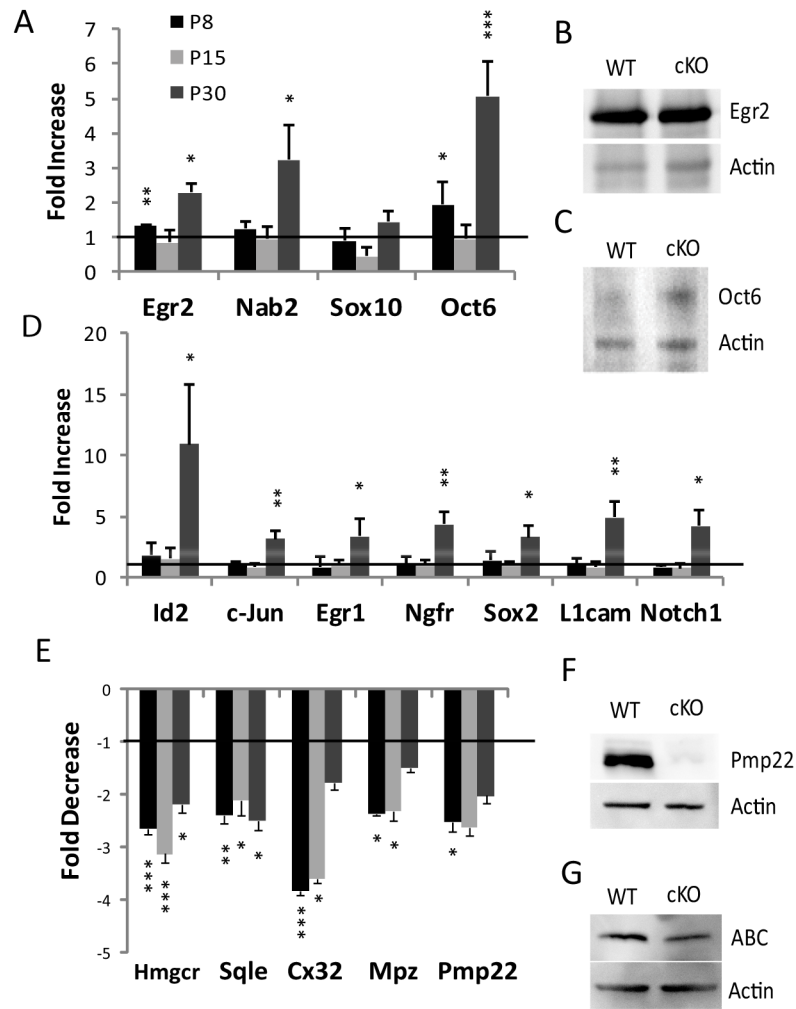 A
P8
P15
P30
Fold Increase
7
6
5
4
3
2
1
0
**
*
*
*
***
Egr2 Nab2 Sox10 Oct6
B
WT cKO
Egr2
Actin
C
WT cKO
Oct6
Actin
D
Fold Increase
20
15
10
5
0
*
**
*
**
*
**
*
Id2 c-Jun Egr1 Ngfr Sox2 L1cam Notch1
E
Fold Decrease
0
-1
-2
-3
-4
-5
***
***
*
**
*
*
***
*
*
*
*
Hmgcr Sqle Cx32 Mpz Pmp22
F
WT cKO
Pmp22
Actin
G
WT cKO
ABC
Actin